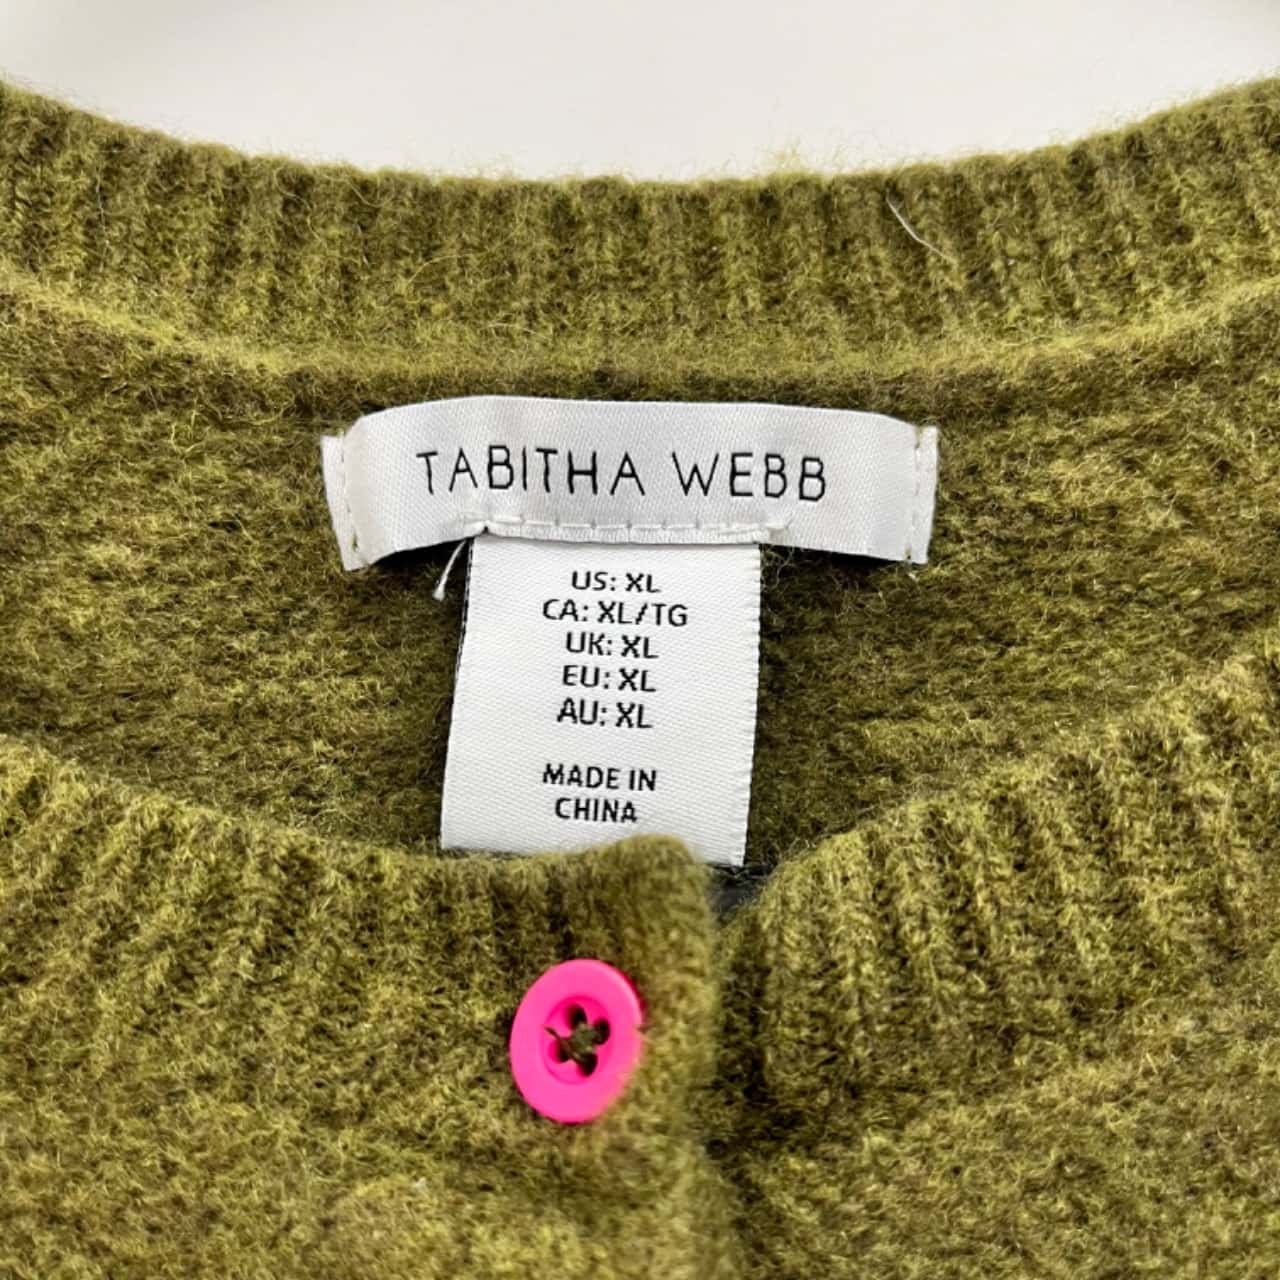 TABITHA WEBB
US: XL
CA: XL/TG
UK: XL
EU: XL
AU: XL
MADE IN
CHINA